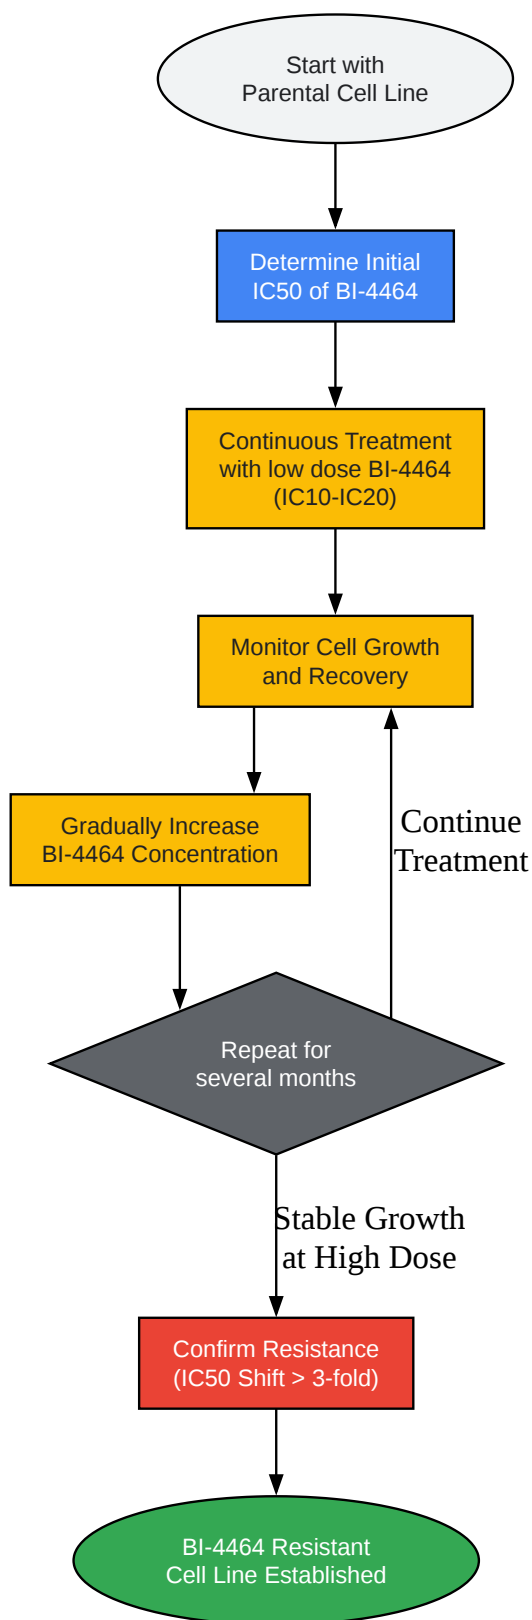 Start with
Parental Cell Line
Determine Initial
IC50 of BI-4464
Continuous Treatment
with low dose BI-4464
(IC10-IC20)
Monitor Cell Growth
and Recovery
Gradually Increase
BI-4464 Concentration
Continue
Treatment
Repeat for
several months
Stable Growth
at High Dose
Confirm Resistance
(IC50 Shift > 3-fold)
BI-4464 Resistant
Cell Line Established